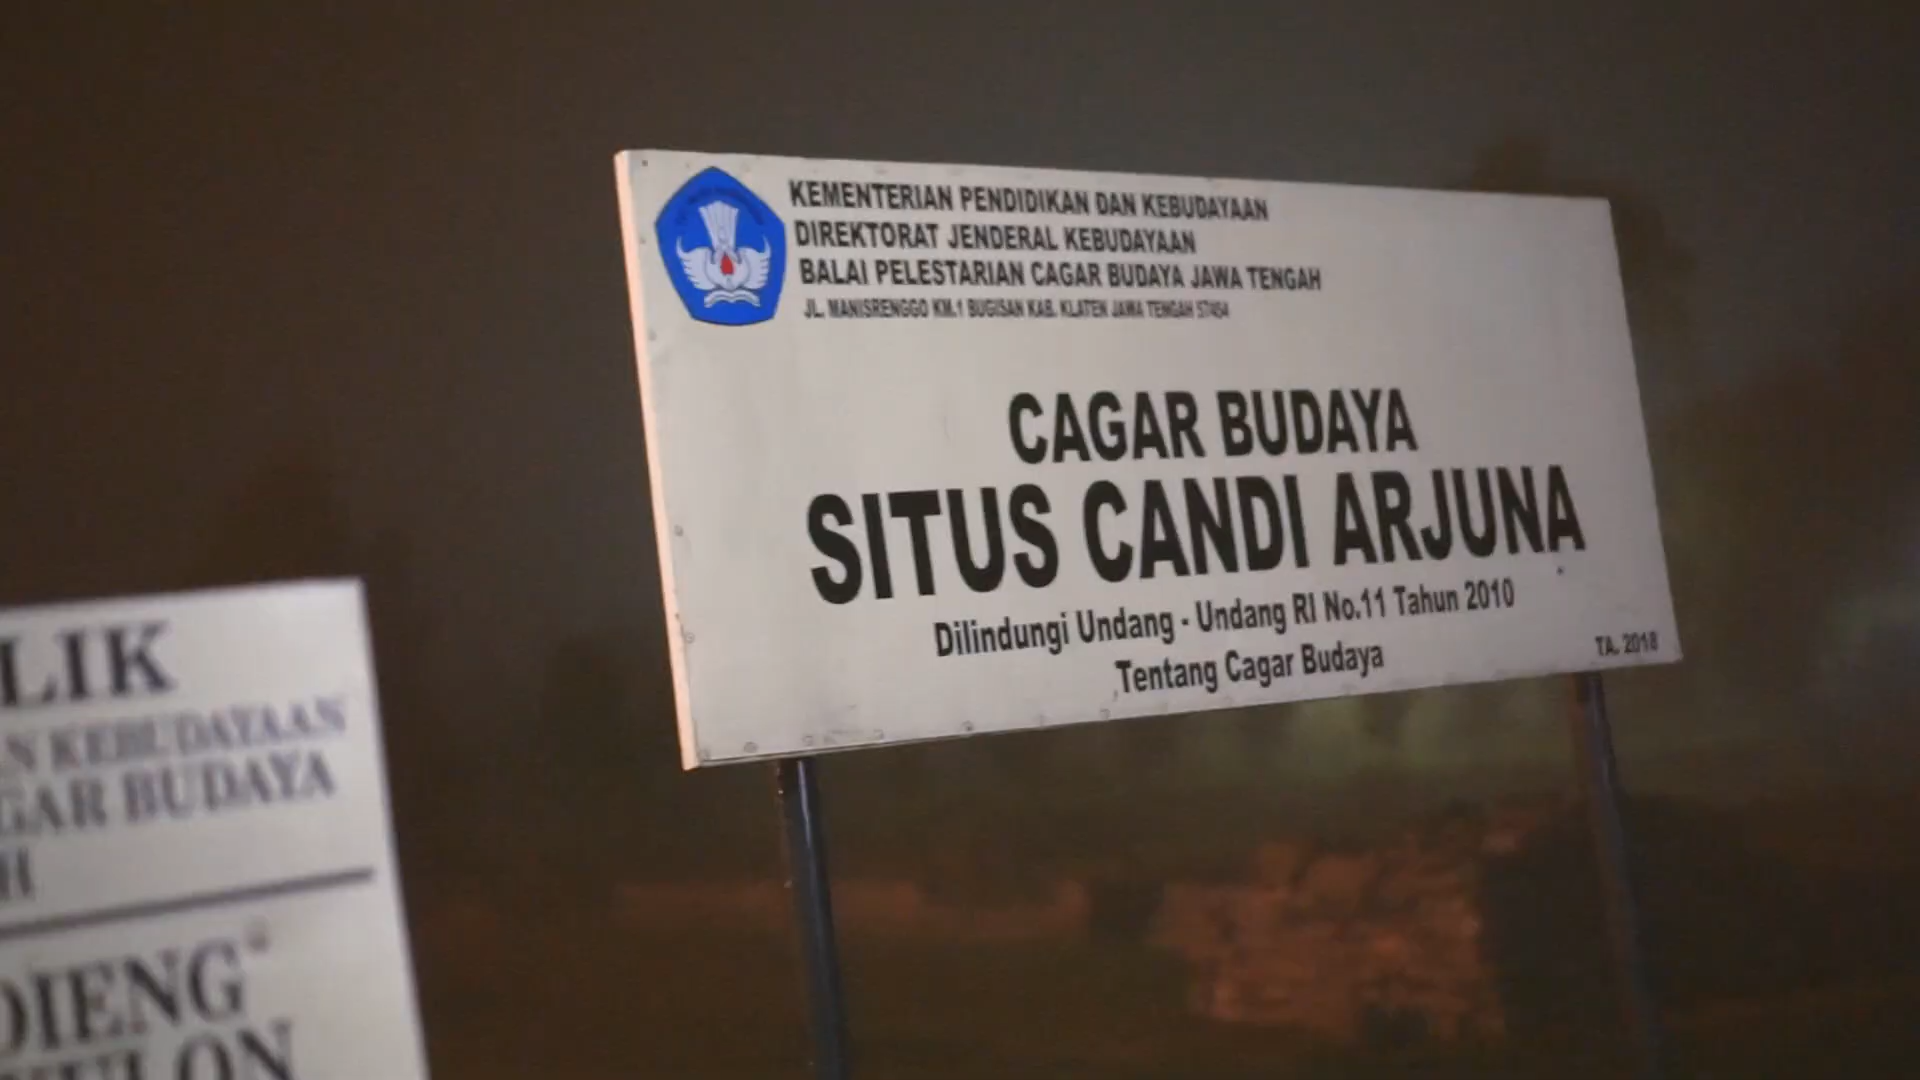 KEMENTERIAN PENDIDIKAN DAN KEBUDAYAAN
DIREKTORAT JENDERAL KEBUDAYAAN
BALAI PELESTARIAN CAGAR BUDAYA JAWA TENGAH
JL. MANISRENGGO KM.1 BUGISAN KAB. KLATEN JAWA TENGAH 57454
CAGAR BUDAYA
SITUS CANDI ARJUNA
Dilindungi Undang - Undang RI No.11 Tahun 2010
Tentang Cagar Budaya
TA. 2018
LIK
AN KEBUDAYAAN
GAR BUDAYA
H
DIENG"
KULON